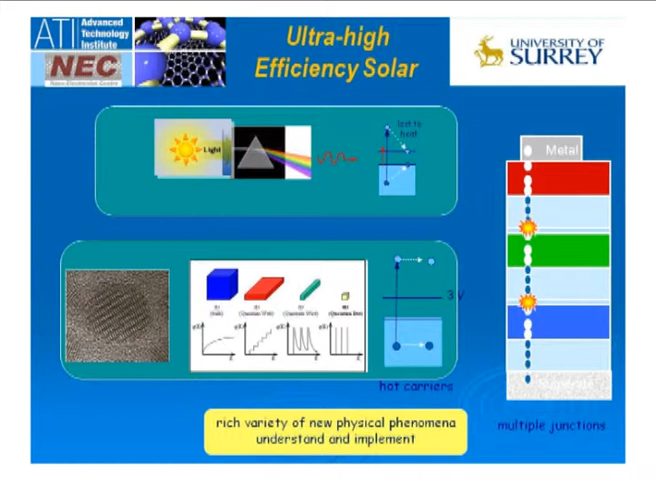 ATI Advanced
Technology
Institute
NEC
Ultra-high
Efficiency Solar
UNIVERSITY OF
SURREY
Light
lost to
heat
Metal
3 V
hot carriers
multiple junctions
rich variety of new physical phenomena
understand and implement